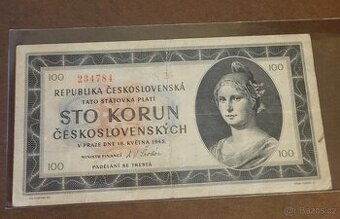 100
234784
100
REPUBLIKA ČESKOSLOVENSKÁ
TATO STÁTOVKA PLATÍ
STO KORUN
ČESKOSLOVENSKÝCH
V PRAZE DNE 16. KVĚTNA 1945.
MINISTR FINANCÍ
100
PADĚLÁNÍ SE TRESTÁ
100